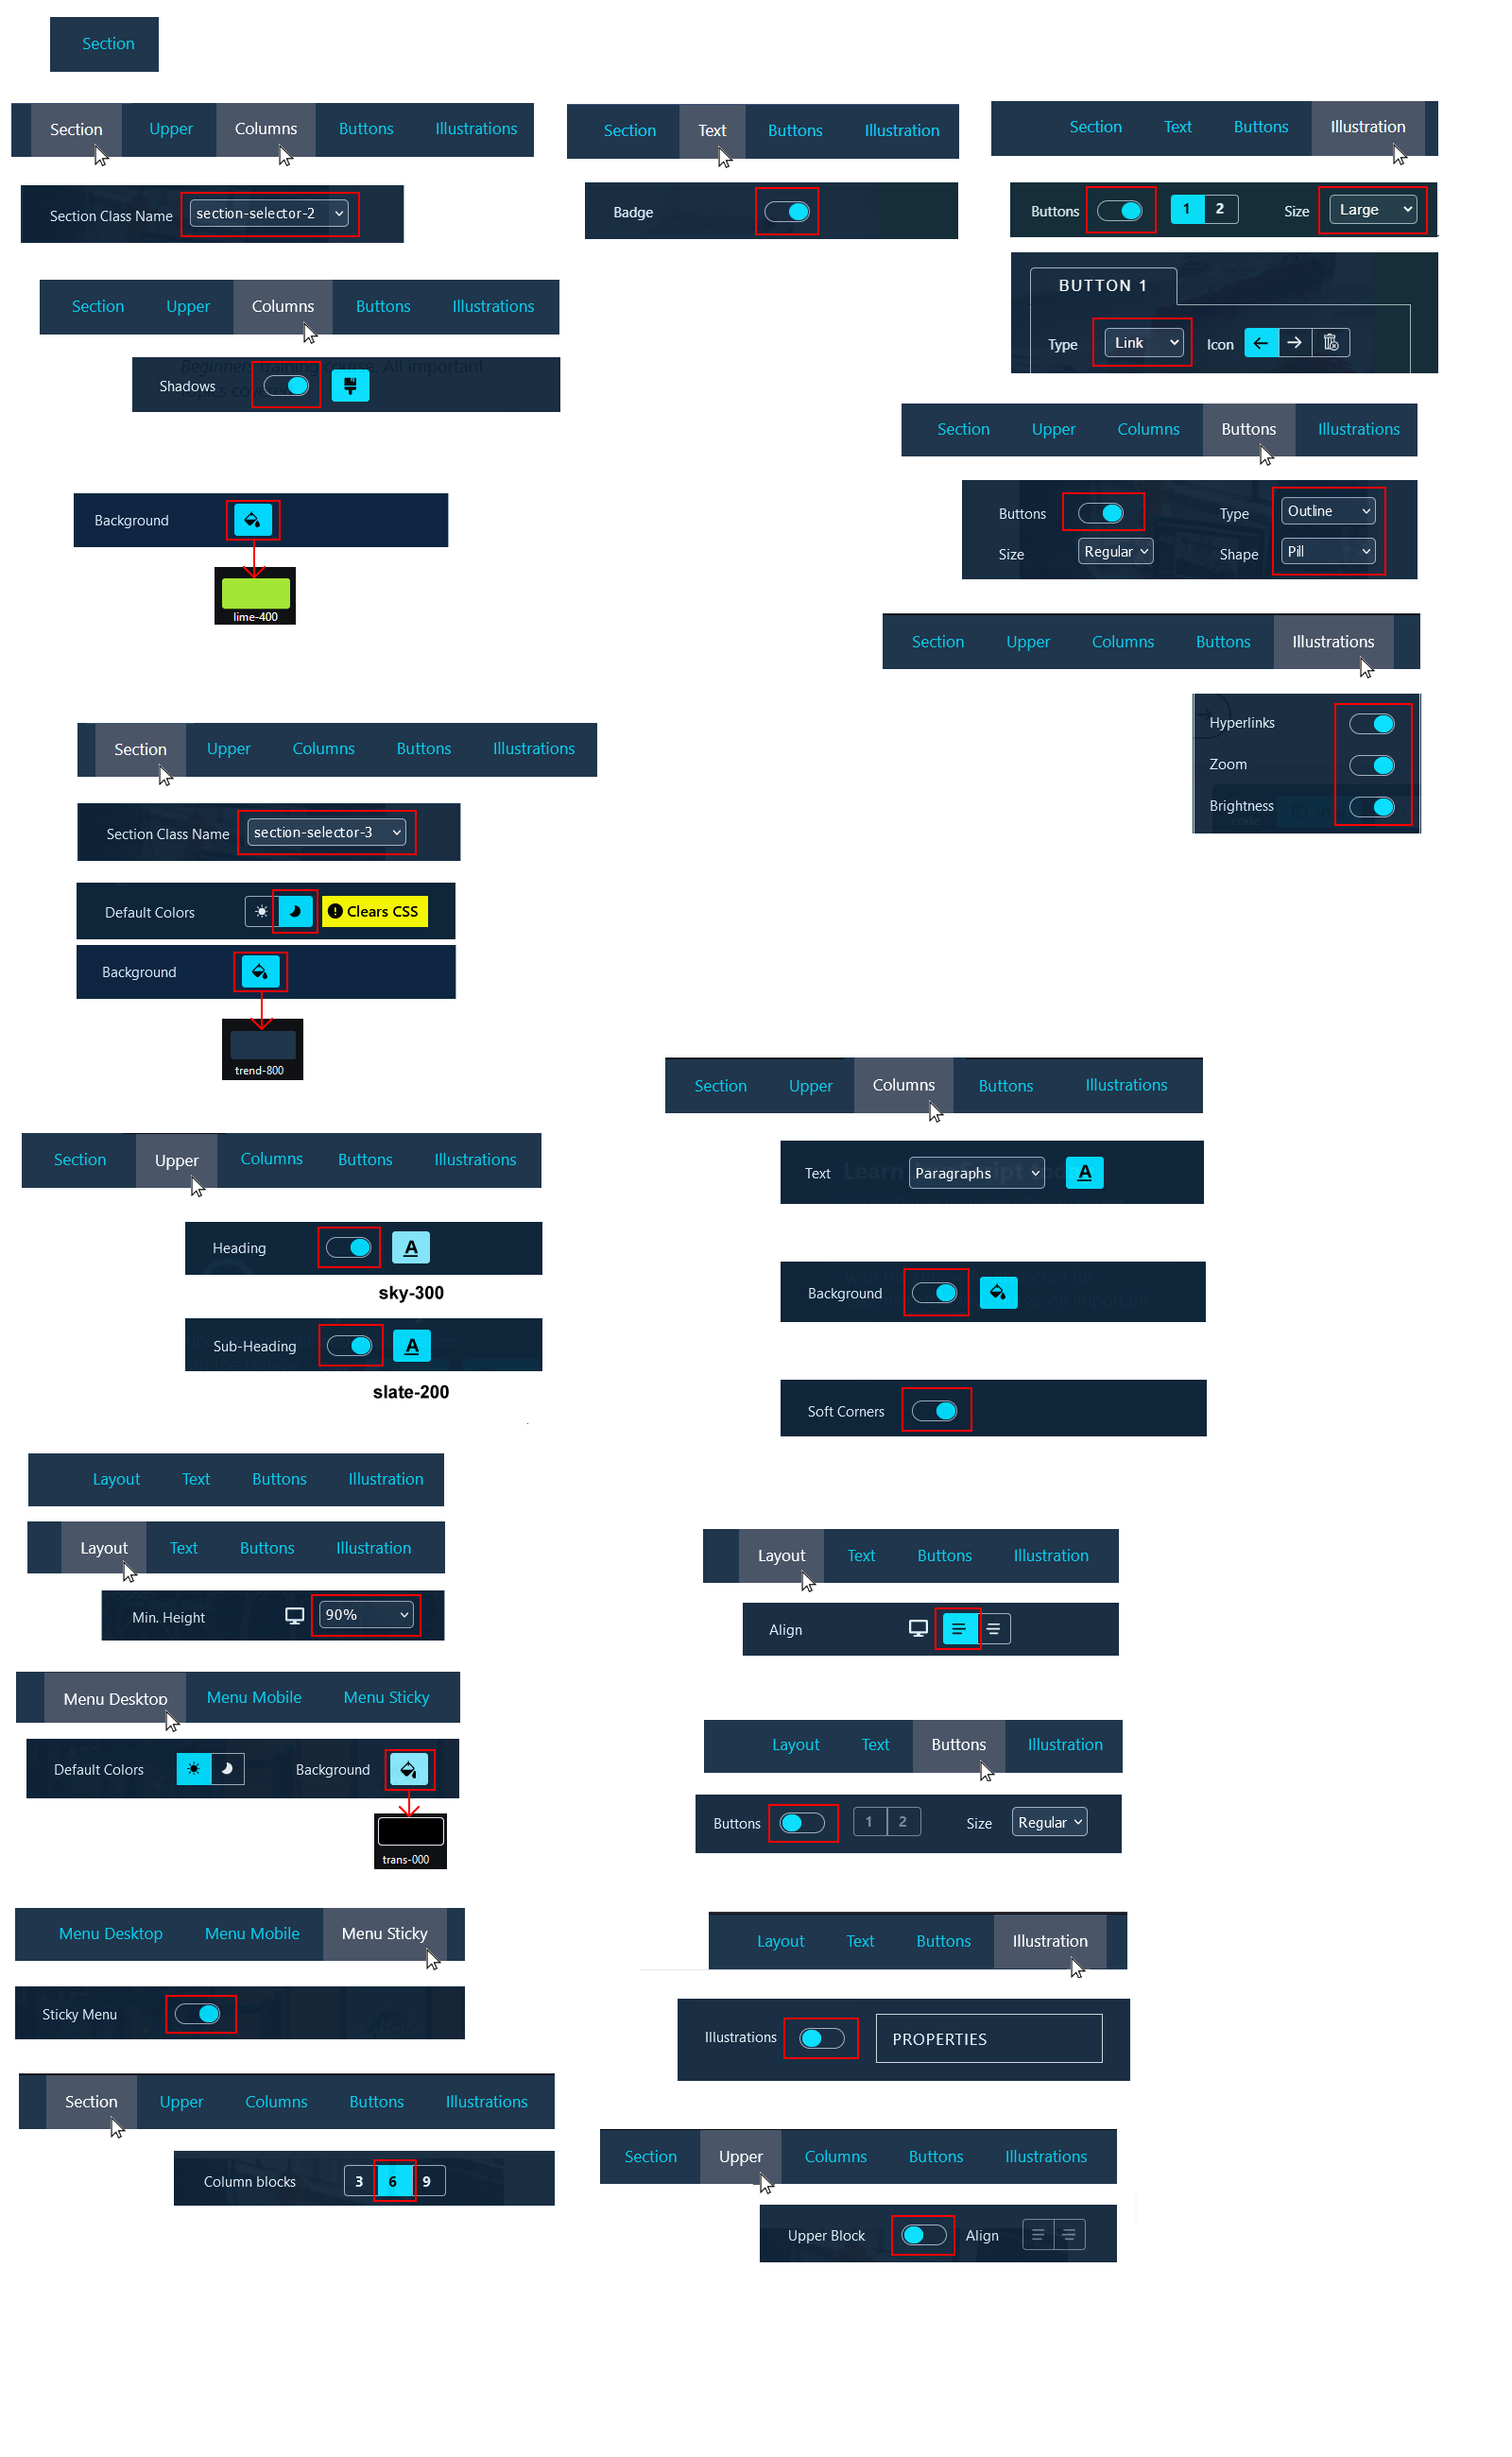 Section
Section Upper Columns Buttons Illustrations
Section Class Name section-selector-2
Section Upper Columns Buttons Illustrations
Beginners training course. All important
Shadows
topics covere
Background
lime-400
Section Upper Columns Buttons Illustrations
Section Class Name section-selector-3
Default Colors Clears CSS
Background
trend-800
Section Upper Columns Buttons Illustrations
Heading
sky-300
Sub-Heading
slate-200
Layout Text Buttons Illustration
Layout Text Buttons Illustration
Min. Height 90%
Menu Desktop Menu Mobile Menu Sticky
Default Colors Background
trans-000
Menu Desktop Menu Mobile Menu Sticky
Sticky Menu
Section Upper Columns Buttons Illustrations
Column blocks 3 6 9
Section Text Buttons Illustration
Badge
Section Text Buttons Illustration
Buttons 1 2 Size Large
BUTTON 1
Type Link Icon
Section Upper Columns Buttons Illustrations
Buttons Type Outline
Size Regular Shape Pill
Section Upper Columns Buttons Illustrations
Hyperlinks
Zoom
Brightness
code
Section Upper Columns Buttons Illustrations
Text Paragraphs
Background
Soft Corners
Layout Text Buttons Illustration
Align
Layout Text Buttons Illustration
Buttons 1 2 Size Regular
Layout Text Buttons Illustration
Illustrations PROPERTIES
Section Upper Columns Buttons Illustrations
Upper Block Align